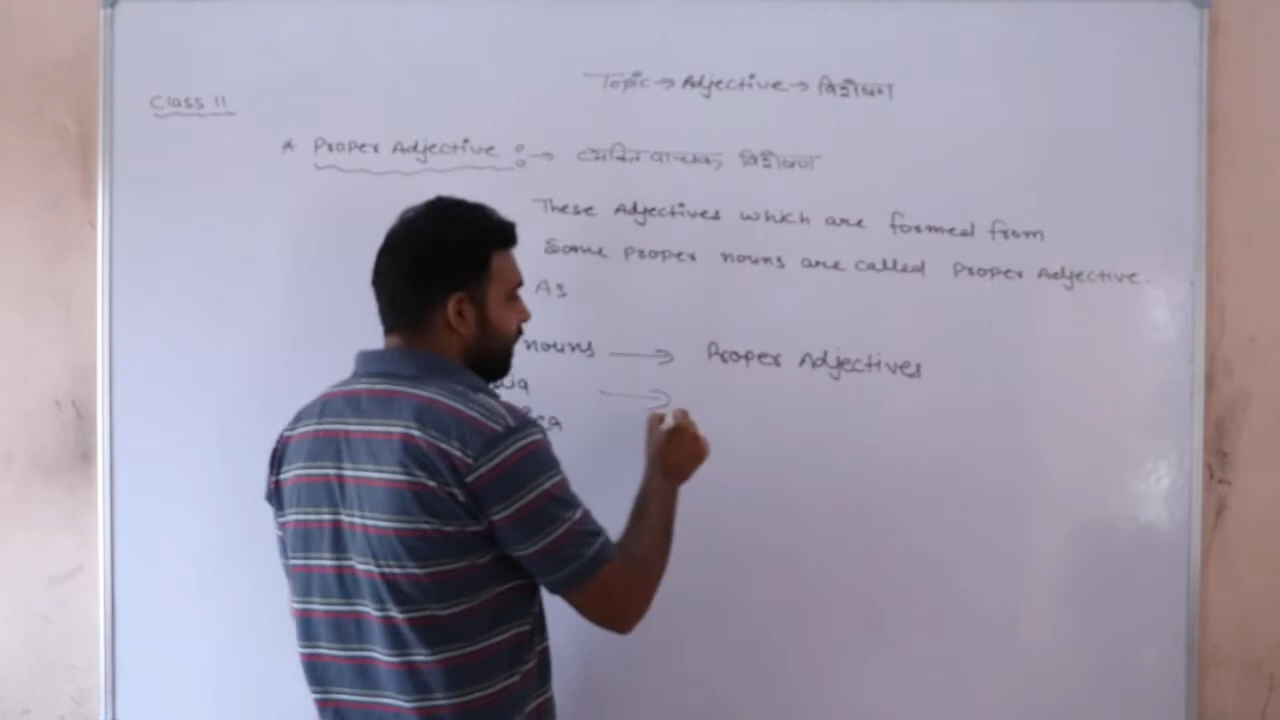 Topic → Adjective → विशेषण
Class 11
* Proper Adjective :→ व्यक्तिवाचक विशेषण
These Adjectives which are formed from
Some proper nouns are called Proper Adjective.
As
nouns → Proper Adjectives
→